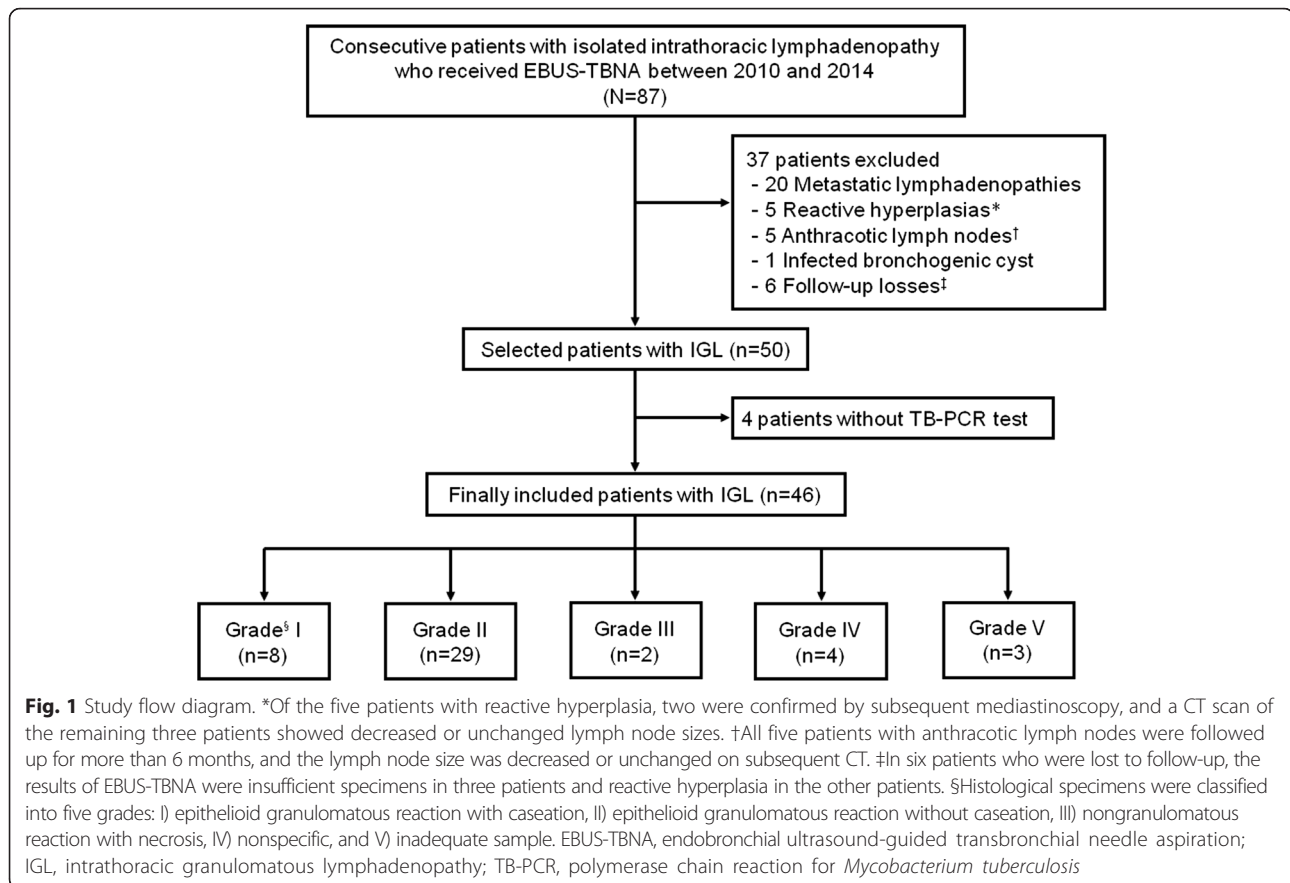 Consecutive patients with isolated intrathoracic lymphadenopathy
who received EBUS-TBNA between 2010 and 2014
(N=87)
37 patients excluded
- 20 Metastatic lymphadenopathies
- 5 Reactive hyperplasias*
- 5 Anthracotic lymph nodes†
- 1 Infected bronchogenic cyst
- 6 Follow-up losses‡
Selected patients with IGL (n=50)
4 patients without TB-PCR test
Finally included patients with IGL (n=46)
Grade§ I
(n=8)
Grade II
(n=29)
Grade III
(n=2)
Grade IV
(n=4)
Grade V
(n=3)
Fig. 1 Study flow diagram. *Of the five patients with reactive hyperplasia, two were confirmed by subsequent mediastinoscopy, and a CT scan of
the remaining three patients showed decreased or unchanged lymph node sizes. †All five patients with anthracotic lymph nodes were followed
up for more than 6 months, and the lymph node size was decreased or unchanged on subsequent CT. ‡In six patients who were lost to follow-up, the
results of EBUS-TBNA were insufficient specimens in three patients and reactive hyperplasia in the other patients. §Histological specimens were classified
into five grades: I) epithelioid granulomatous reaction with caseation, II) epithelioid granulomatous reaction without caseation, III) nongranulomatous
reaction with necrosis, IV) nonspecific, and V) inadequate sample. EBUS-TBNA, endobronchial ultrasound-guided transbronchial needle aspiration;
IGL, intrathoracic granulomatous lymphadenopathy; TB-PCR, polymerase chain reaction for Mycobacterium tuberculosis